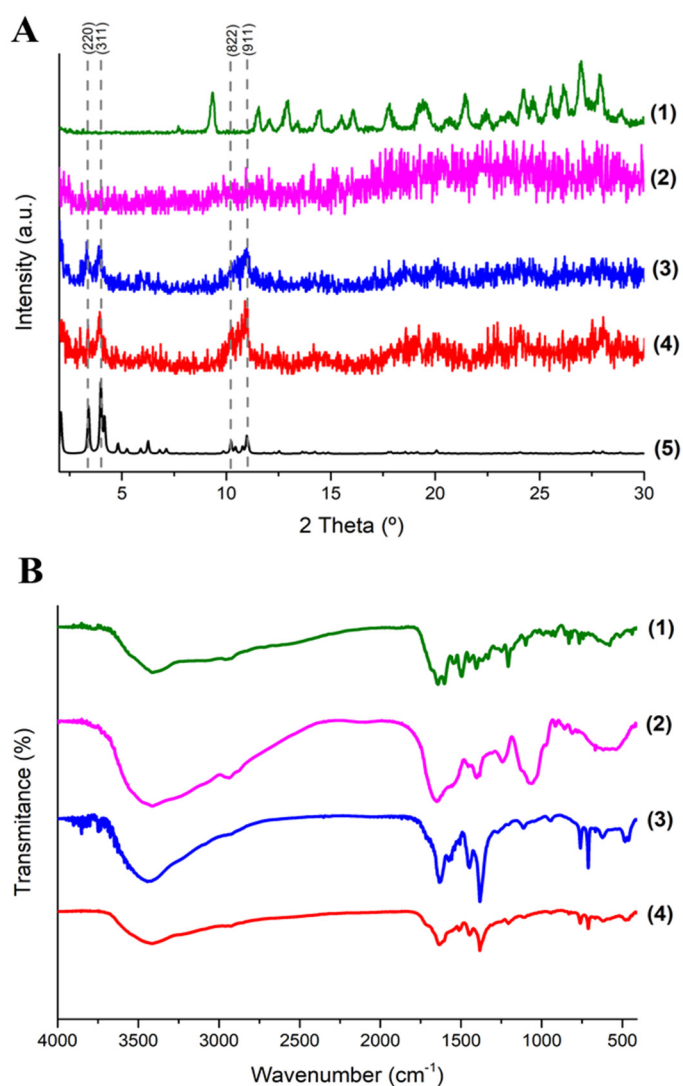 A
(220)
(311)
(822)
(911)
(1)
(2)
(3)
(4)
(5)
Intensity (a.u.)
5 10 15 20 25 30
2 Theta (º)
B
(1)
(2)
(3)
(4)
Transmitance (%)
4000 3500 3000 2500 2000 1500 1000 500
Wavenumber (cm⁻¹)